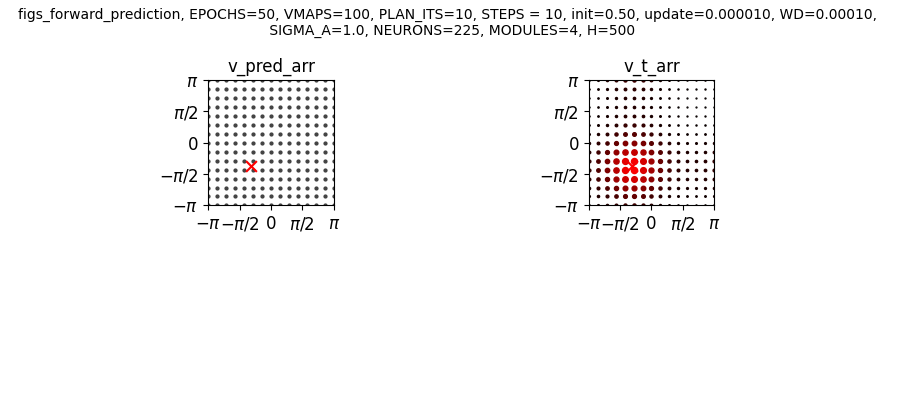 figs_forward_prediction, EPOCHS=50, VMAPS=100, PLAN_ITS=10, STEPS = 10, init=0.50, update=0.000010, WD=0.00010,
SIGMA_A=1.0, NEURONS=225, MODULES=4, H=500
v_pred_arr
π
π/2
0
−π/2
−π
−π −π/2 0 π/2 π
v_t_arr
π
π/2
0
−π/2
−π
−π −π/2 0 π/2 π